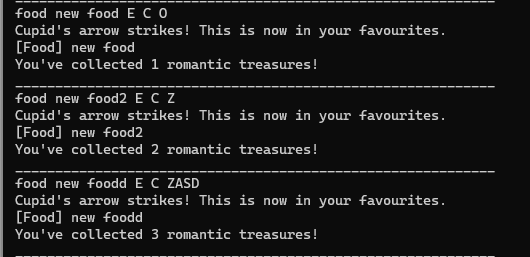 food new food E C O
Cupid's arrow strikes! This is now in your favourites.
[Food] new food
You've collected 1 romantic treasures!
____________________________________________________________
food new food2 E C Z
Cupid's arrow strikes! This is now in your favourites.
[Food] new food2
You've collected 2 romantic treasures!
____________________________________________________________
food new foodd E C ZASD
Cupid's arrow strikes! This is now in your favourites.
[Food] new foodd
You've collected 3 romantic treasures!